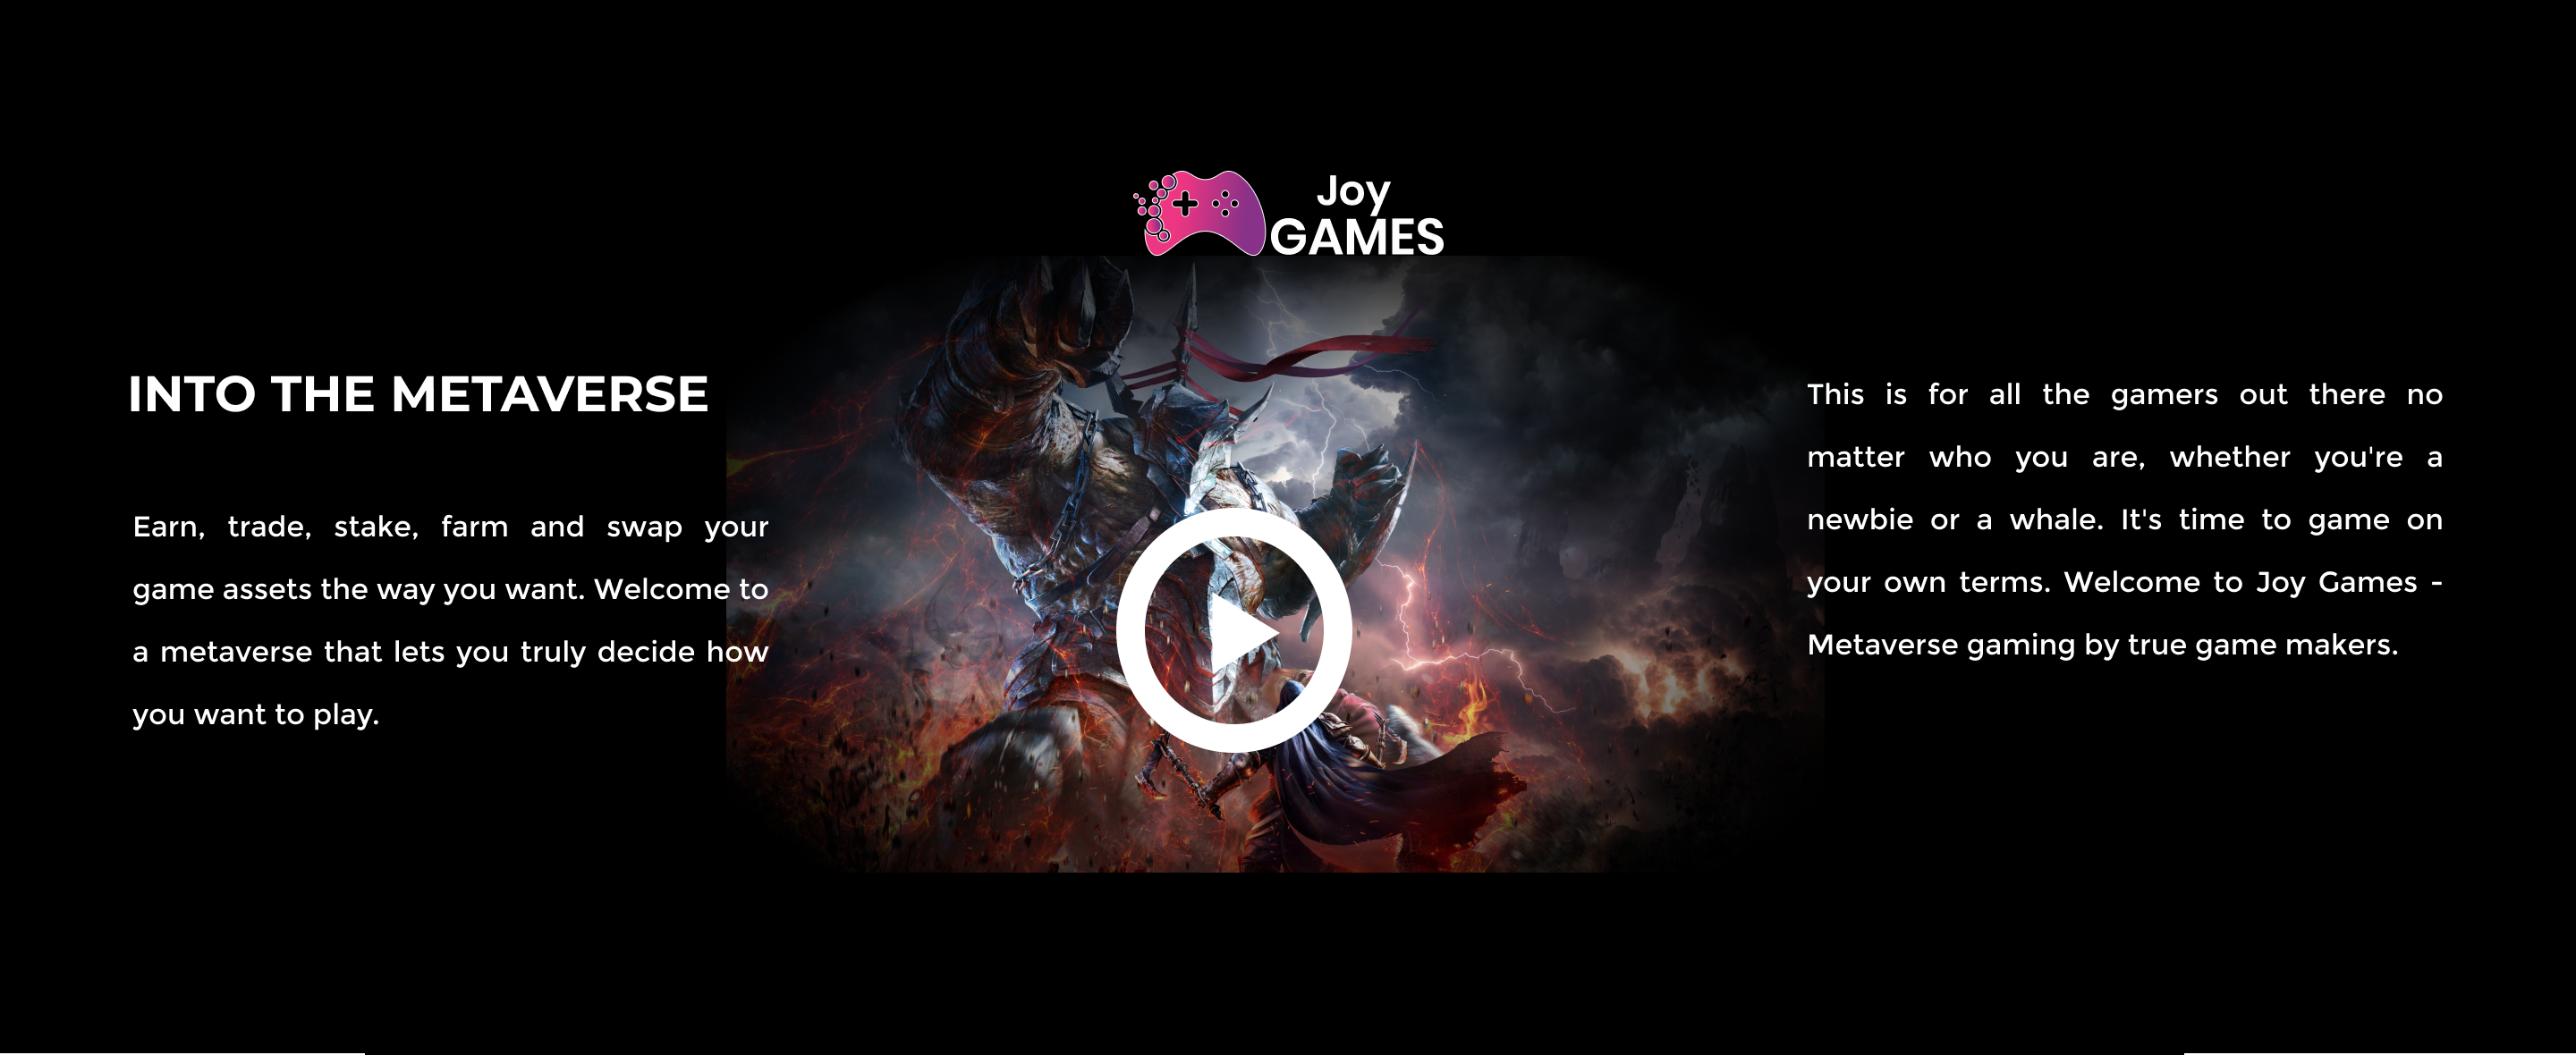 Joy
GAMES
INTO THE METAVERSE
Earn, trade, stake, farm and swap your
game assets the way you want. Welcome to
a metaverse that lets you truly decide how
you want to play.
This is for all the gamers out there no
matter who you are, whether you're a
newbie or a whale. It's time to game on
your own terms. Welcome to Joy Games -
Metaverse gaming by true game makers.